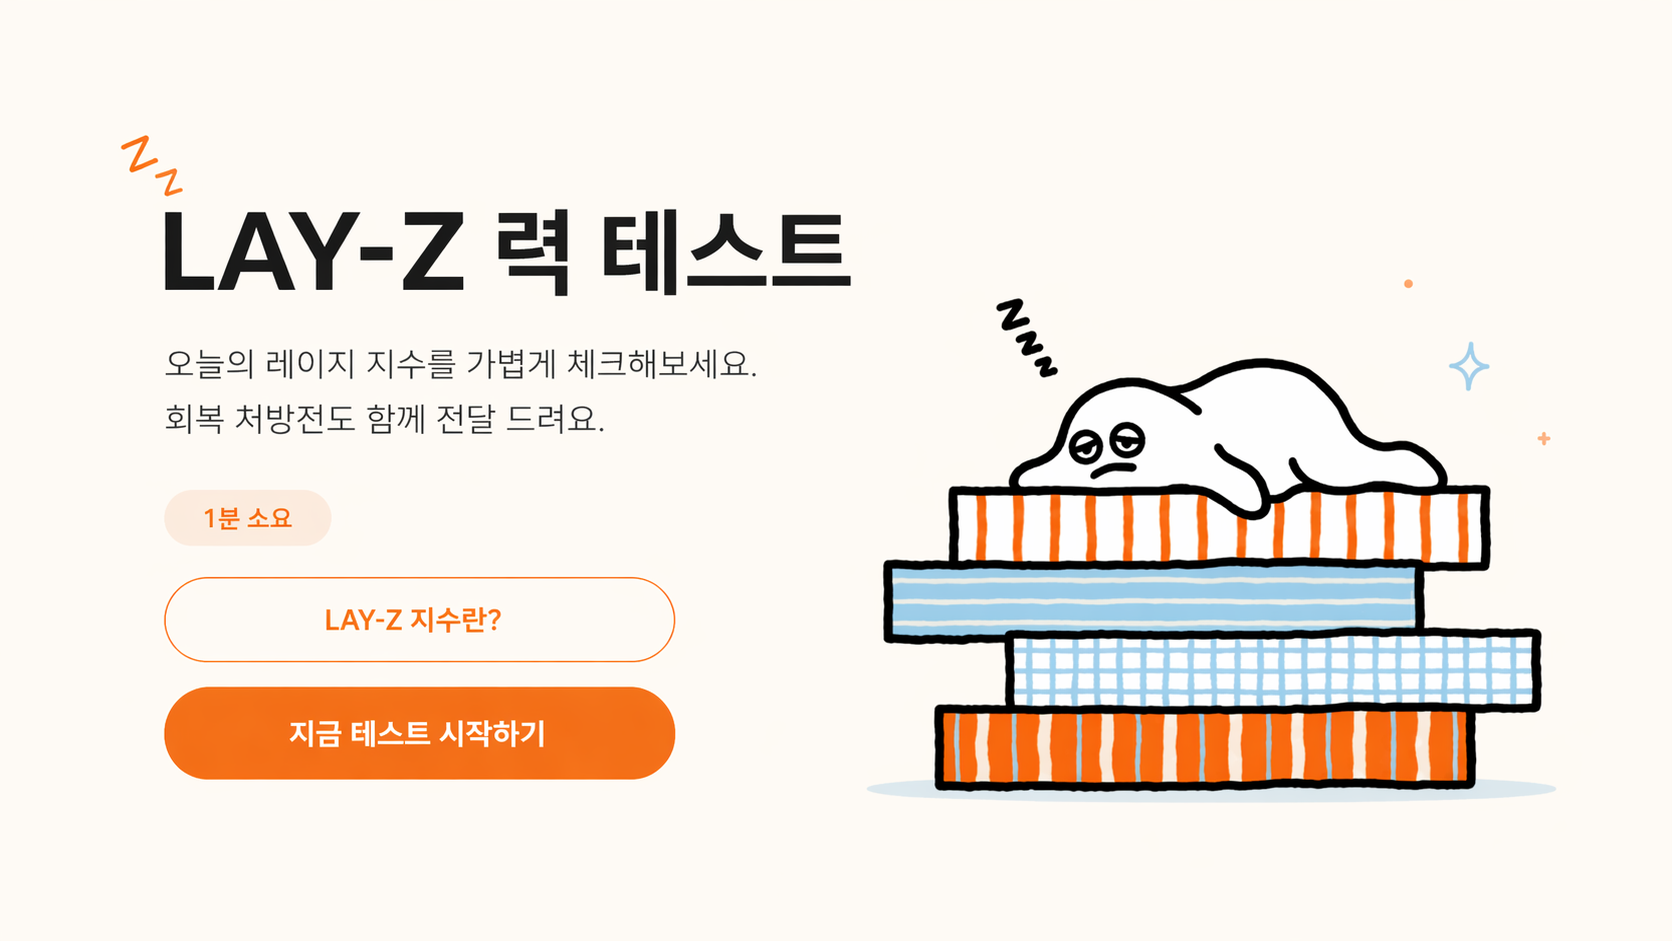 z z
LAY-Z 력 테스트
오늘의 레이지 지수를 가볍게 체크해보세요.
회복 처방전도 함께 전달 드려요.
1분 소요
LAY-Z 지수란?
지금 테스트 시작하기
z z z